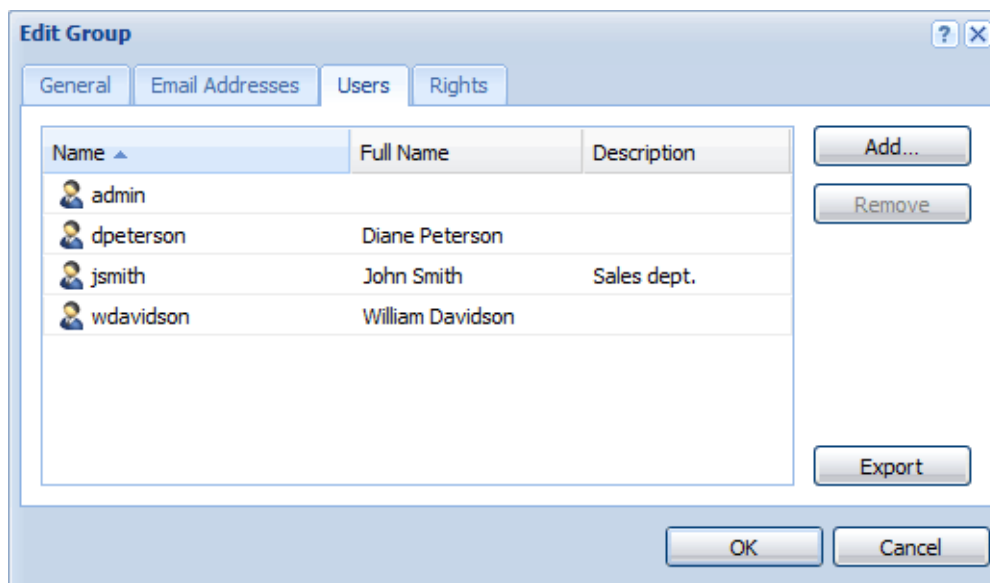 Edit Group
?
General Email Addresses Users Rights
Name Full Name Description
admin
dpeterson Diane Peterson
jsmith John Smith Sales dept.
wdavidson William Davidson
Add...
Remove
Export
OK Cancel